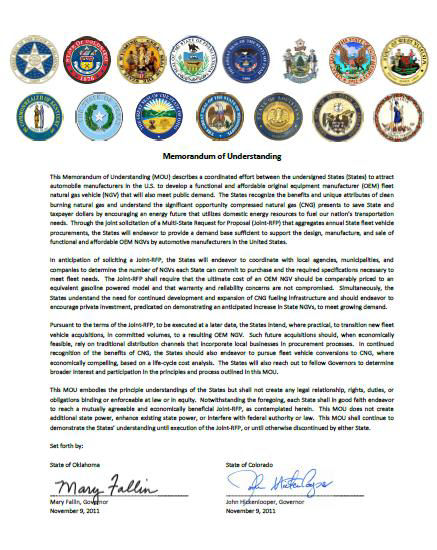 Memorandum of Understanding
This Memorandum of Understanding (MOU) describes a coordinated effort between the undersigned States (States) to attract
automobile manufacturers in the U.S. to develop a functional and affordable original equipment manufacturer (OEM) fleet
natural gas vehicle (NGV) that will also meet public demand. The States recognize the benefits and unique attributes of clean
burning natural gas and understand the significant opportunity compressed natural gas (CNG) presents to save State and
taxpayer dollars by encouraging an energy future that utilizes domestic energy resources to fuel our nation's transportation
needs. Through the joint solicitation of a Multi-State Request for Proposal (Joint-RFP) that aggregates annual State fleet vehicle
procurements, the States will endeavor to provide a demand base sufficient to support the design, manufacture, and sale
of functional and affordable OEM NGVs by automotive manufacturers in the United States.
In anticipation of soliciting a Joint-RFP, the States will endeavor to coordinate with local agencies, municipalities, and
companies to determine the number of NGVs each State can commit to purchase and the required specifications necessary to
meet fleet needs. The Joint-RFP shall require that the ultimate cost of an OEM NGV should be comparably priced to an
equivalent gasoline powered model and that warranty and reliability concerns are not compromised. Simultaneously, the
States understand the need for continued development and expansion of CNG fueling infrastructure and should endeavor to
encourage private investment, predicated on demonstrating an anticipated increase in State NGVs, to meet growing demand.
Pursuant to the terms of the Joint-RFP, to be executed at a later date, the States intend, where practical, to transition new fleet
vehicle acquisitions, in committed volumes, to a resulting OEM NGV. Such future acquisitions should, when economically
feasible, rely on traditional distribution channels that incorporate local businesses in procurement processes. In continued
recognition of the benefits of CNG, the States should also endeavor to pursue fleet vehicle conversions to CNG, where
economically compelling, based on a life-cycle cost analysis. The States will also reach out to fellow Governors to determine
broader interest and participation in the principles and process outlined in this MOU.
This MOU embodies the principle understandings of the States but shall not create any legal relationship, rights, duties, or
obligations binding or enforceable at law or in equity. Notwithstanding the foregoing, each State shall in good faith endeavor
to reach a mutually agreeable and economically beneficial Joint-RFP, as contemplated herein. This MOU does not create
additional state power, enhance existing state power, or interfere with federal authority or law. This MOU shall continue to
demonstrate the States' understanding until execution of the Joint-RFP, or until otherwise discontinued by either State.
Set forth by:
State of Oklahoma
State of Colorado
Mary Fallin
Mary Fallin, Governor
John Hickenlooper, Governor
November 9, 2011
November 9, 2011